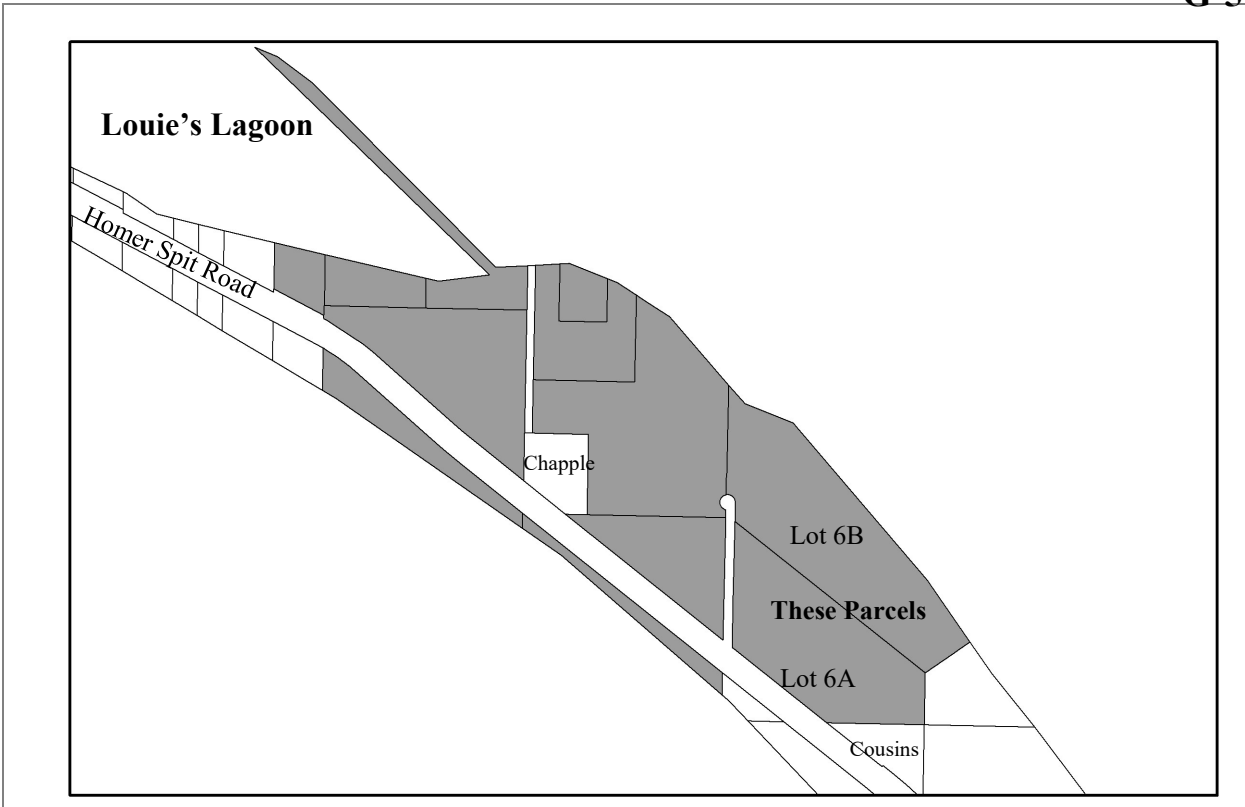 Louie's Lagoon
Homer Spit Road
Chapple
Lot 6B
These Parcels
Lot 6A
Cousins